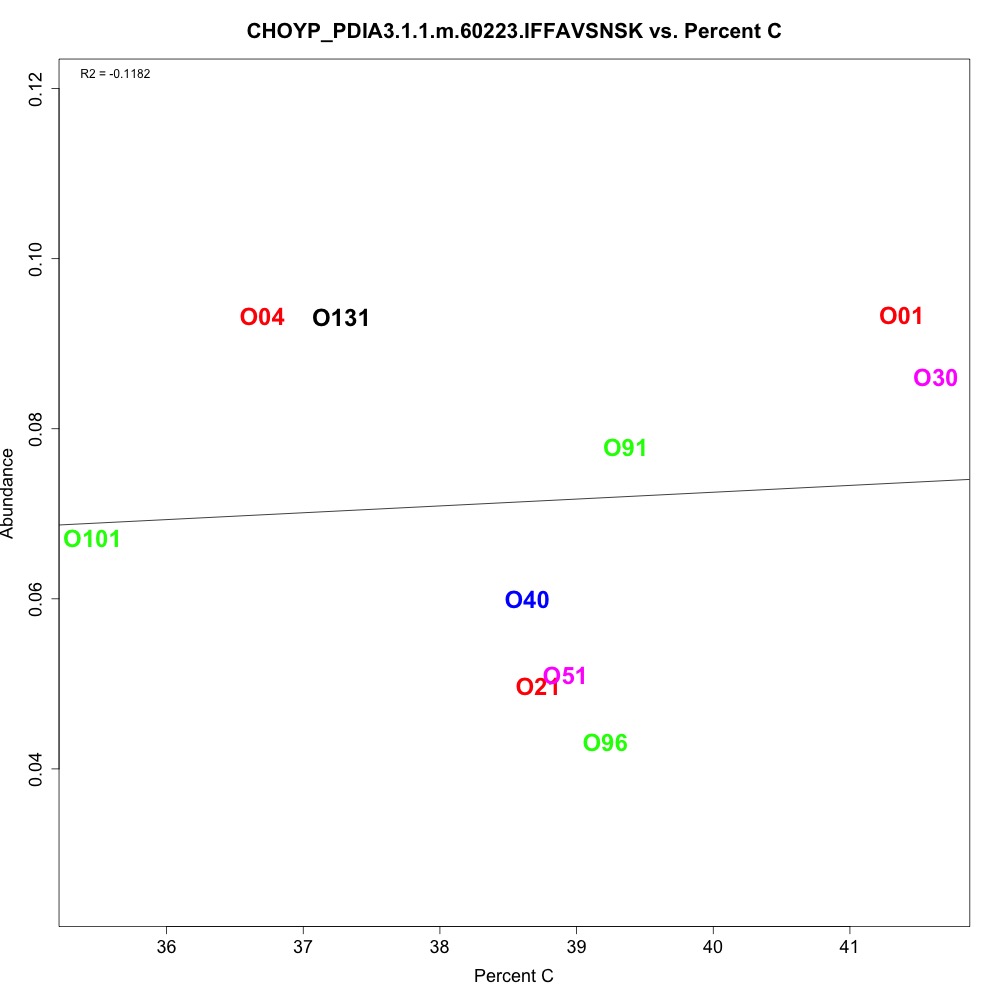 CHOYP_PDIA3.1.1.m.60223.IFFAVSNSK vs. Percent C
R2 = -0.1182
0.12
0.10
O04 O131 O01
O30
0.08
O91
Abundance
O101
0.06
O40
O51
O21
O96
0.04
36 37 38 39 40 41
Percent C